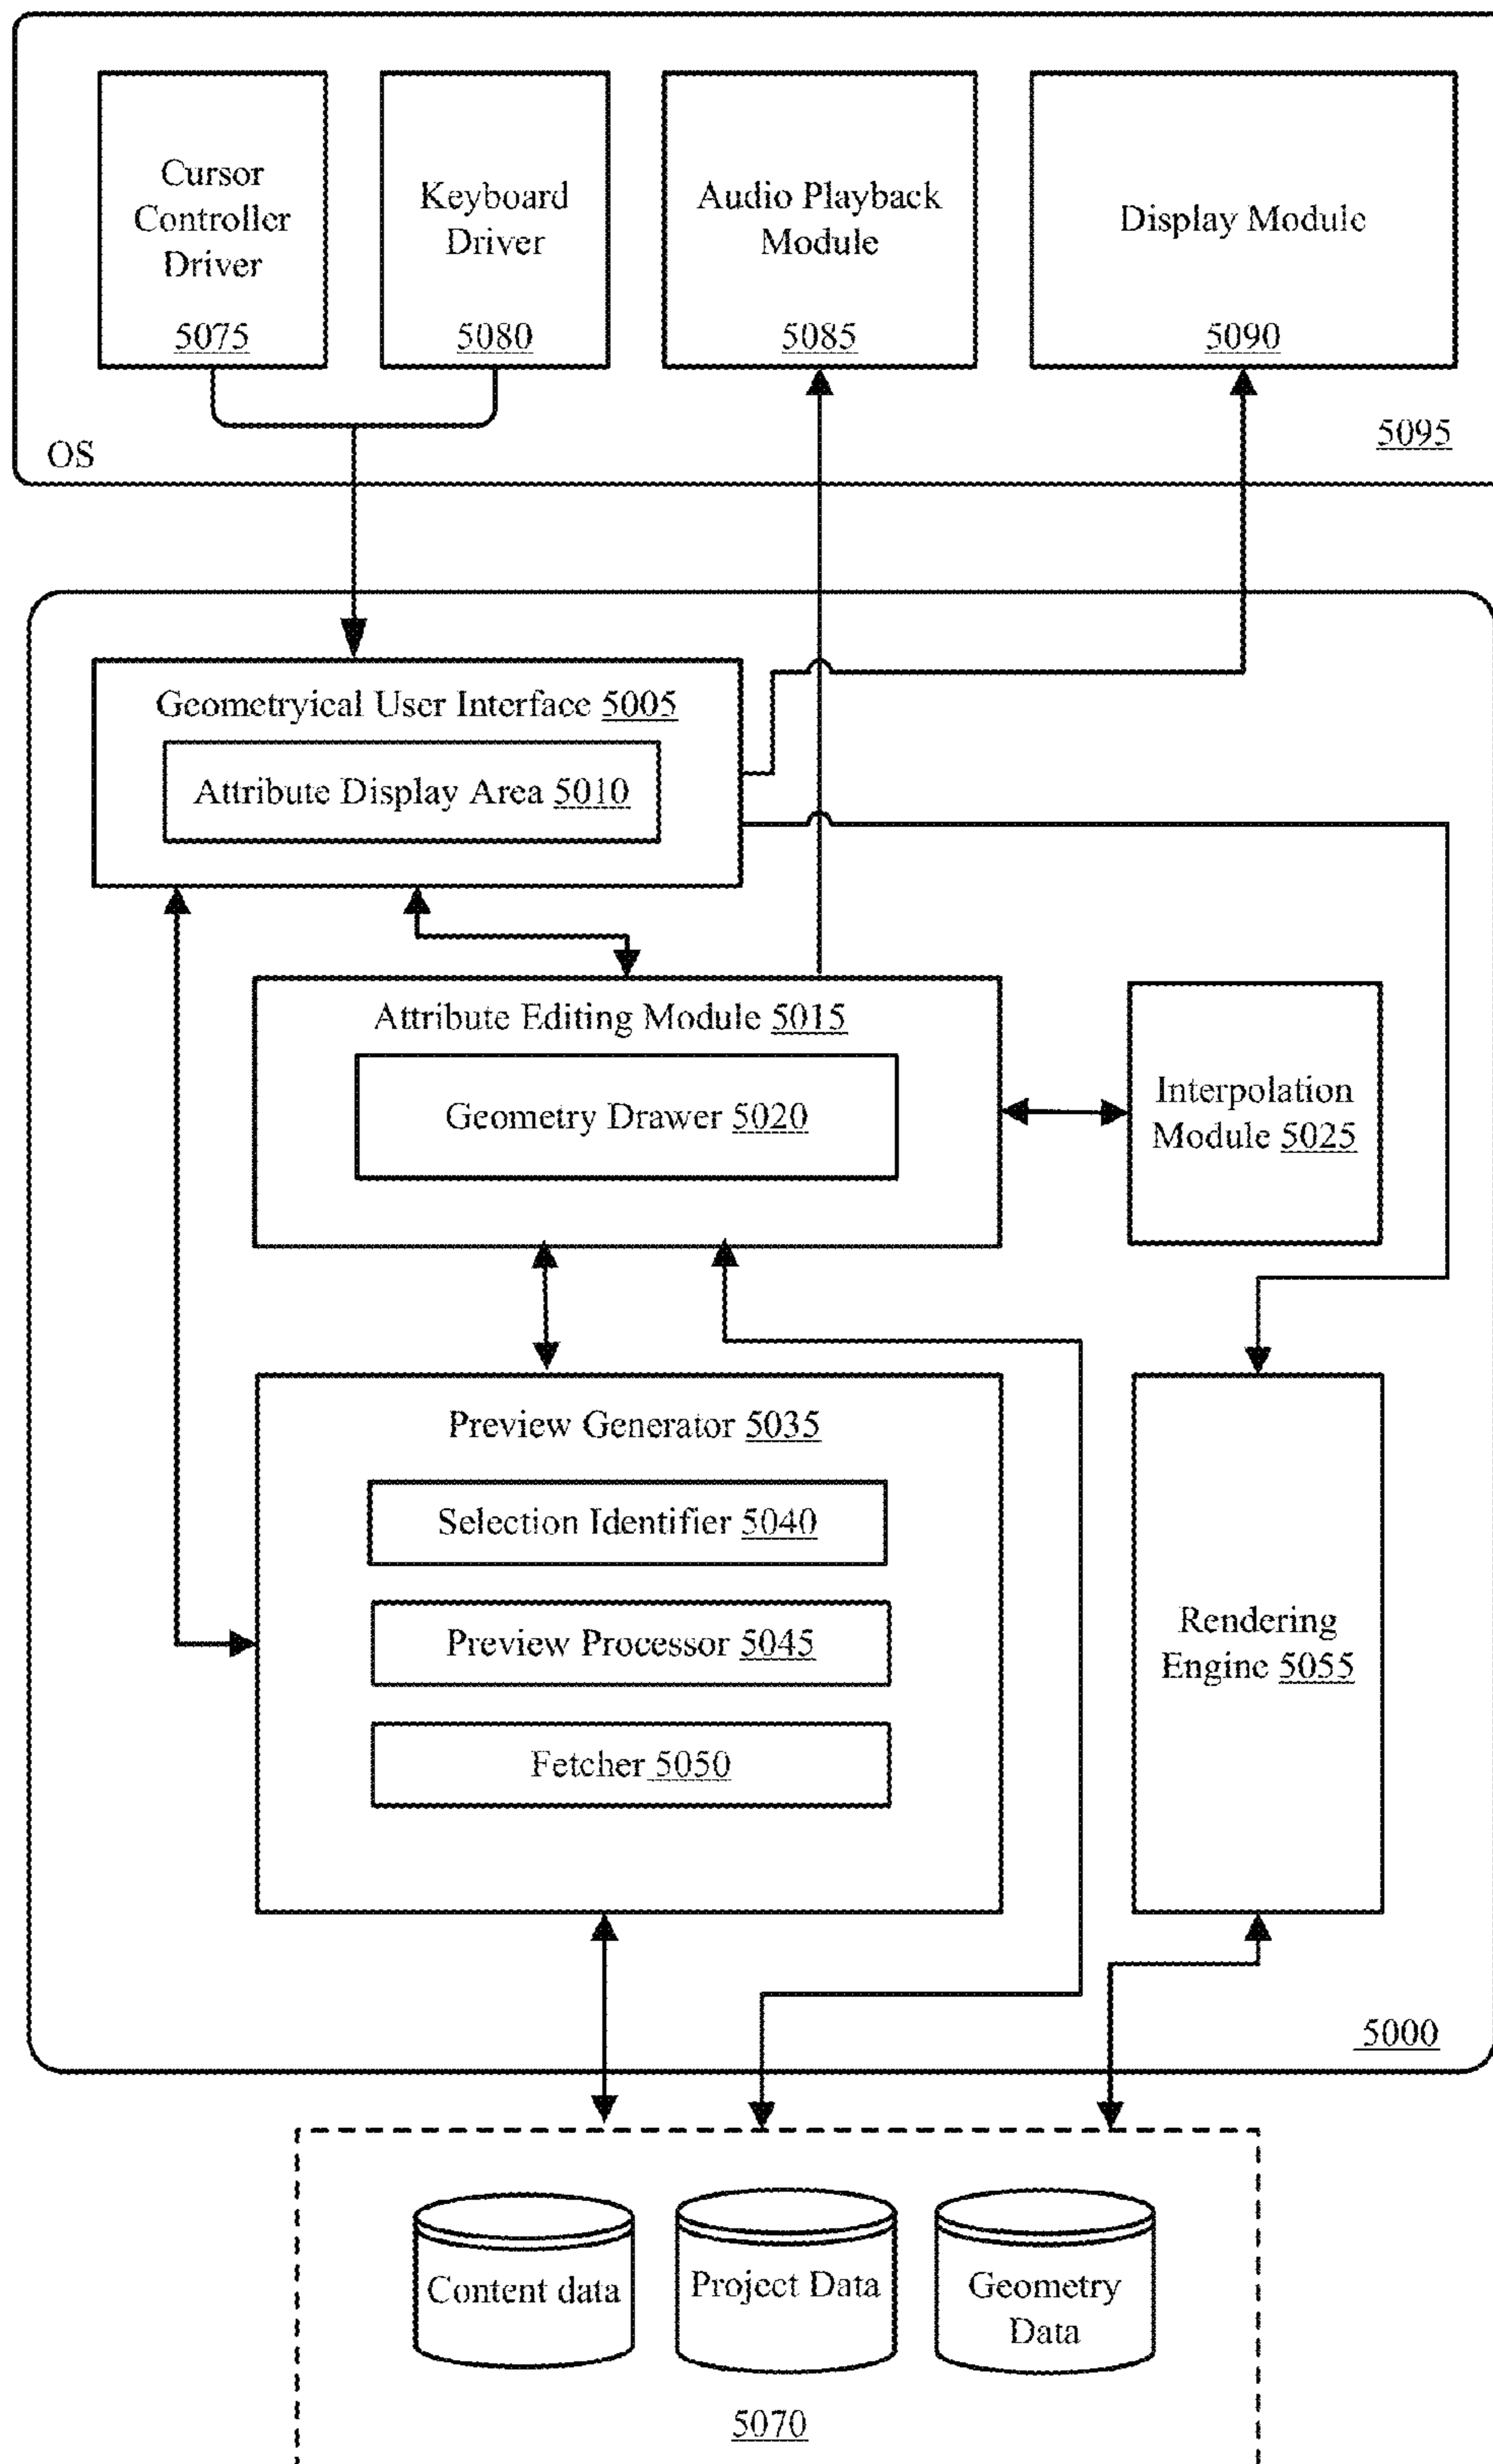 Cursor
Controller
Driver
5075
Keyboard
Driver
5080
Audio Playback
Module
5085
Display Module
5090
OS
5095
Geometryical User Interface 5005
Attribute Display Area 5010
Attribute Editing Module 5015
Geometry Drawer 5020
Interpolation
Module 5025
Preview Generator 5035
Selection Identifier 5040
Preview Processor 5045
Fetcher 5050
Rendering
Engine 5055
5000
Content data
Project Data
Geometry
Data
5070